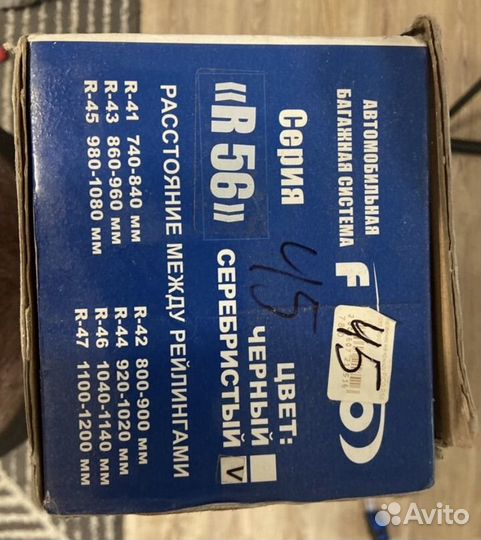 АВТОМОБИЛЬНАЯ
БАГАЖНАЯ СИСТЕМА
45
Серия
«R 56»
45
ЦВЕТ:
ЧЕРНЫЙ
СЕРЕБРИСТЫЙ V
РАССТОЯНИЕ МЕЖДУ РЕЙЛИНГАМИ
R-41 740-840 мм
R-42 800-900 мм
R-43 860-960 мм
R-44 920-1020 мм
R-45 980-1080 мм
R-46 1040-1140 мм
R-47 1100-1200 мм
Avito